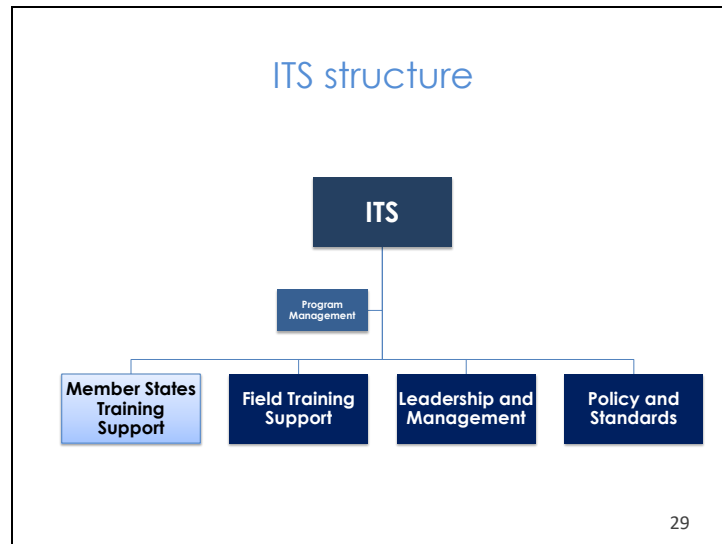 ITS structure
ITS
Program
Management
Member States
Training
Support
Field Training
Support
Leadership and
Management
Policy and
Standards
29